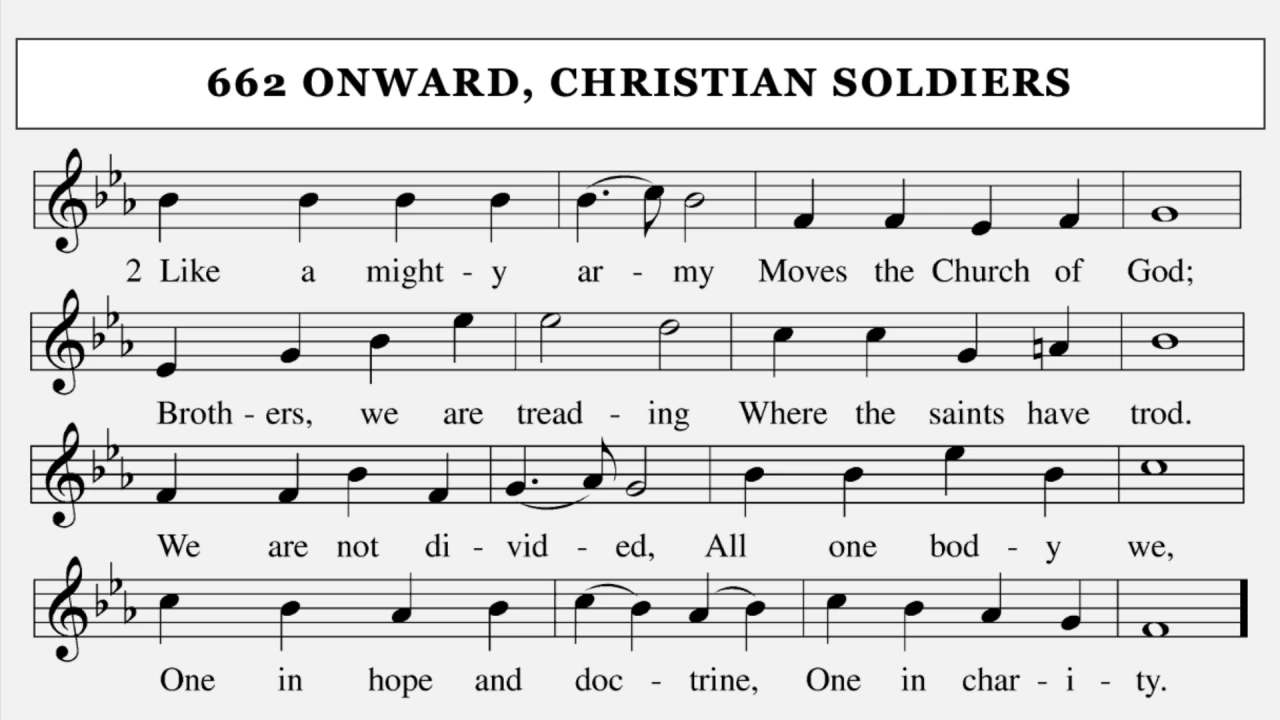 662 ONWARD, CHRISTIAN SOLDIERS
2 Like a might - y ar - my Moves the Church of God;
Broth - ers, we are tread - ing Where the saints have trod.
We are not di - vid - ed, All one bod - y we,
One in hope and doc - trine, One in char - i - ty.